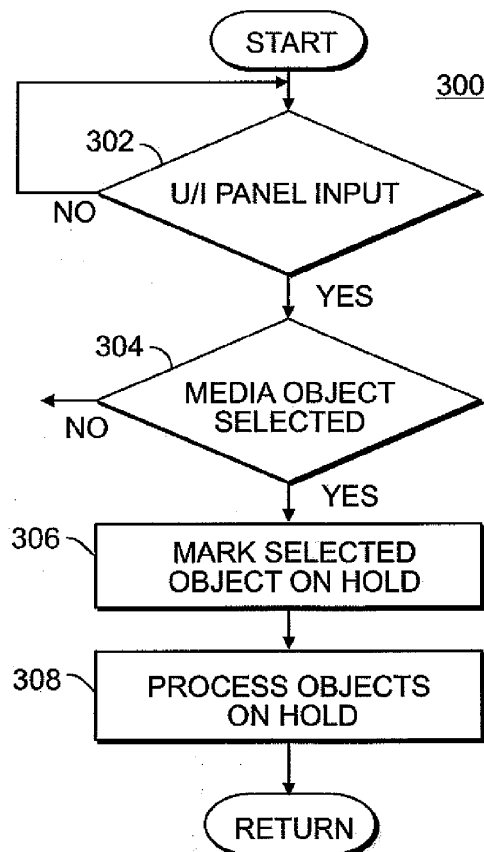 START
300
302
U/I PANEL INPUT
NO
YES
304
MEDIA OBJECT
SELECTED
NO
YES
306
MARK SELECTED
OBJECT ON HOLD
308
PROCESS OBJECTS
ON HOLD
RETURN